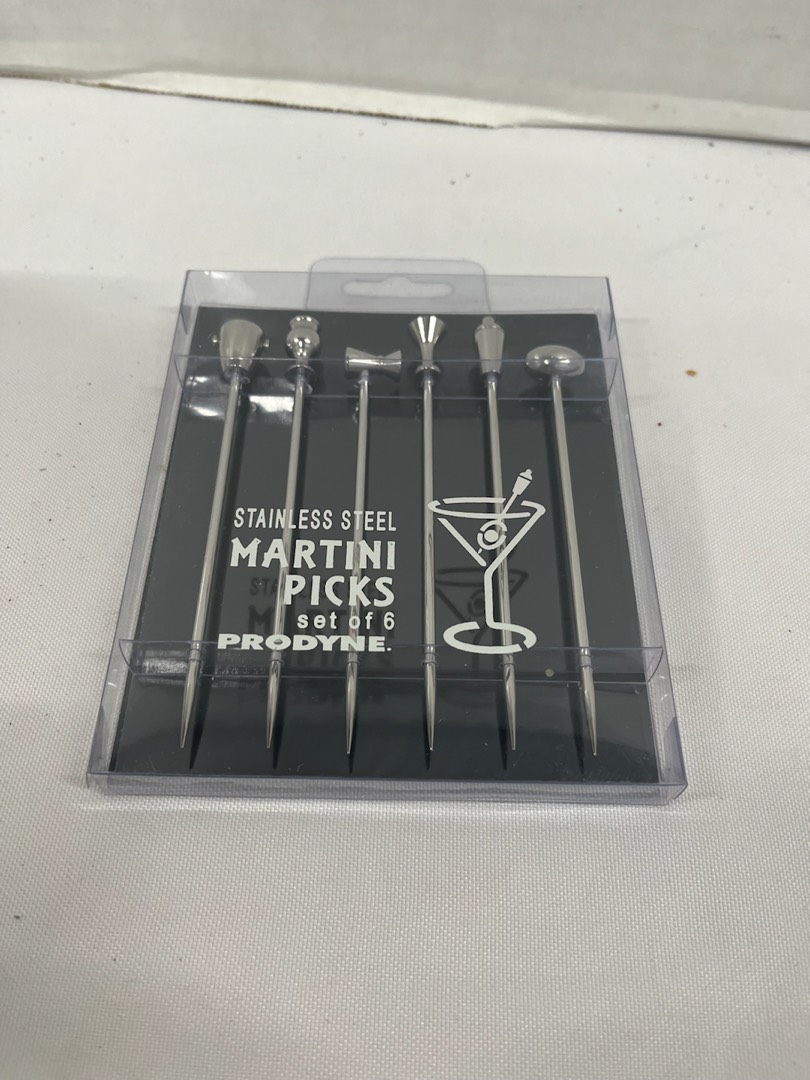 STAINLESS STEEL
MARTINI
PICKS
set of 6
PRODYNE.